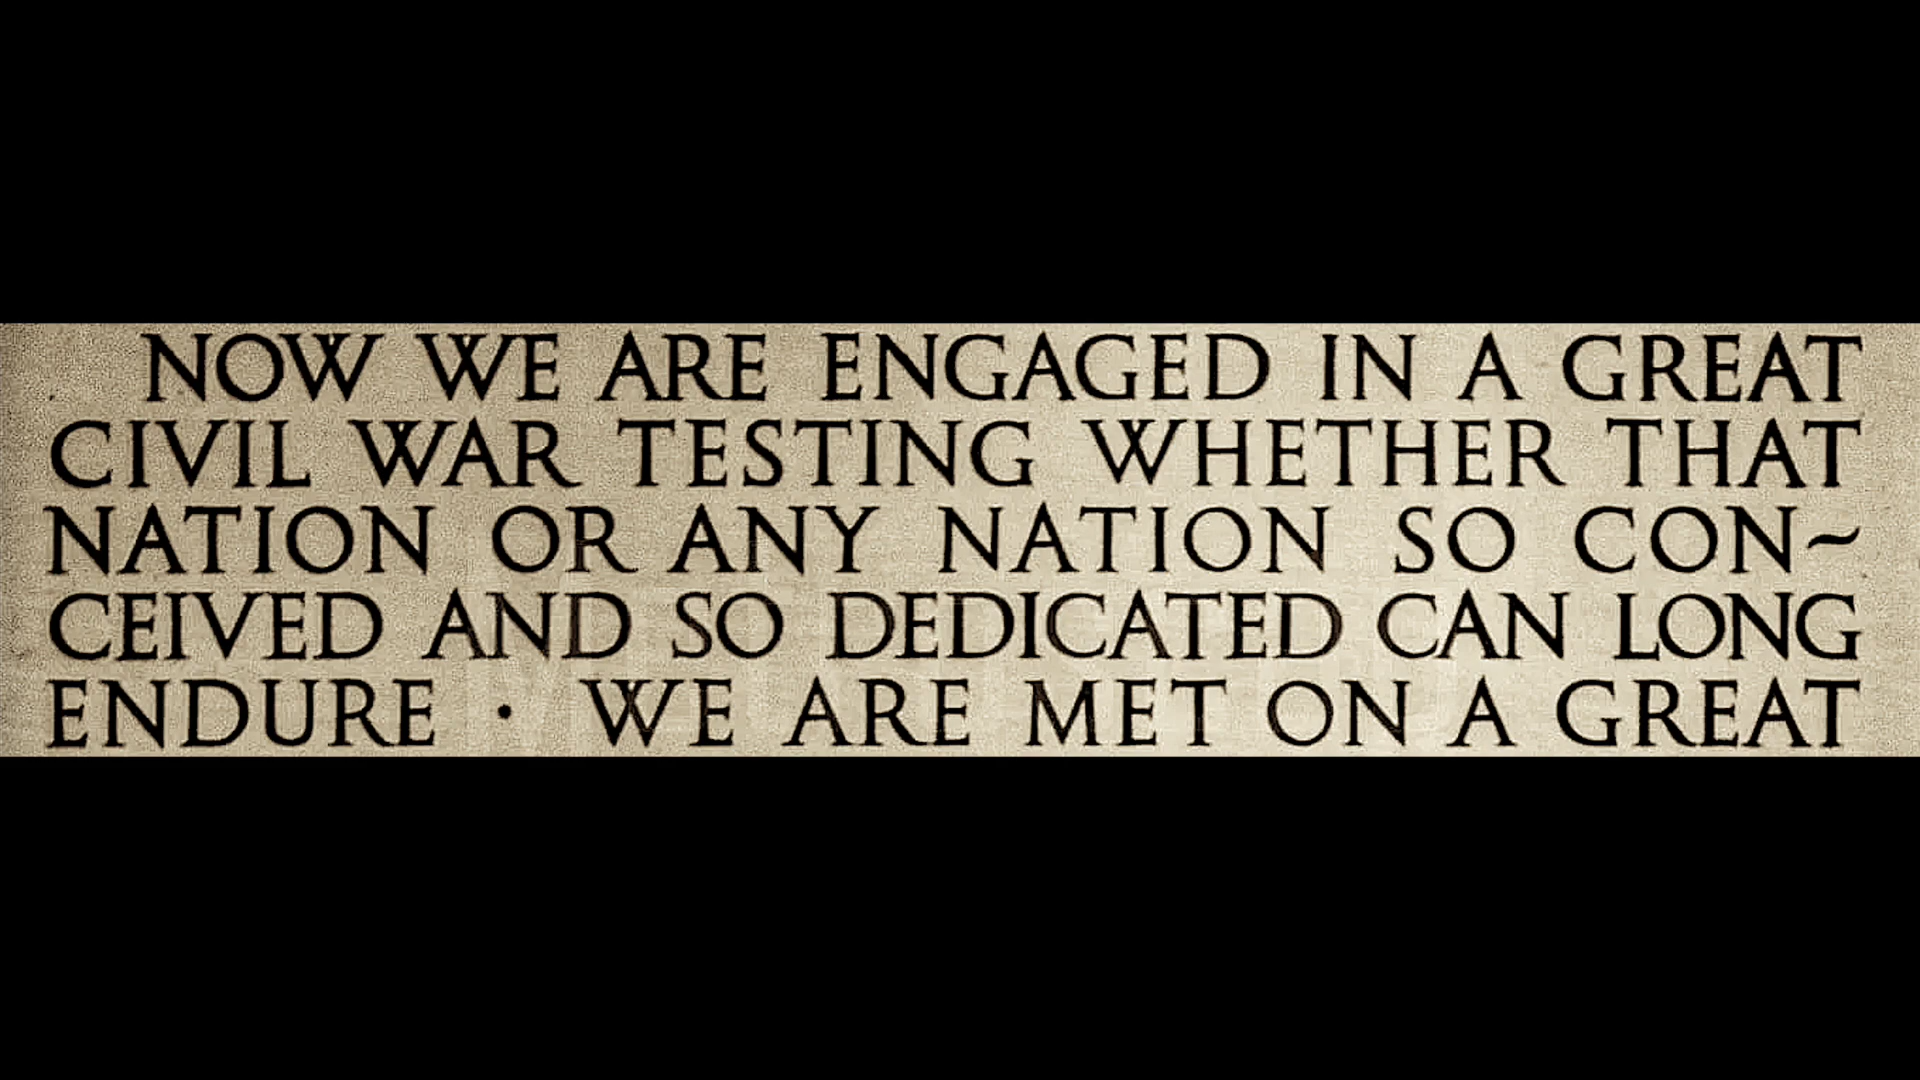 NOW WE ARE ENGAGED IN A GREAT
CIVIL WAR TESTING WHETHER THAT
NATION OR ANY NATION SO CON~
CEIVED AND SO DEDICATED CAN LONG
ENDURE · WE ARE MET ON A GREAT